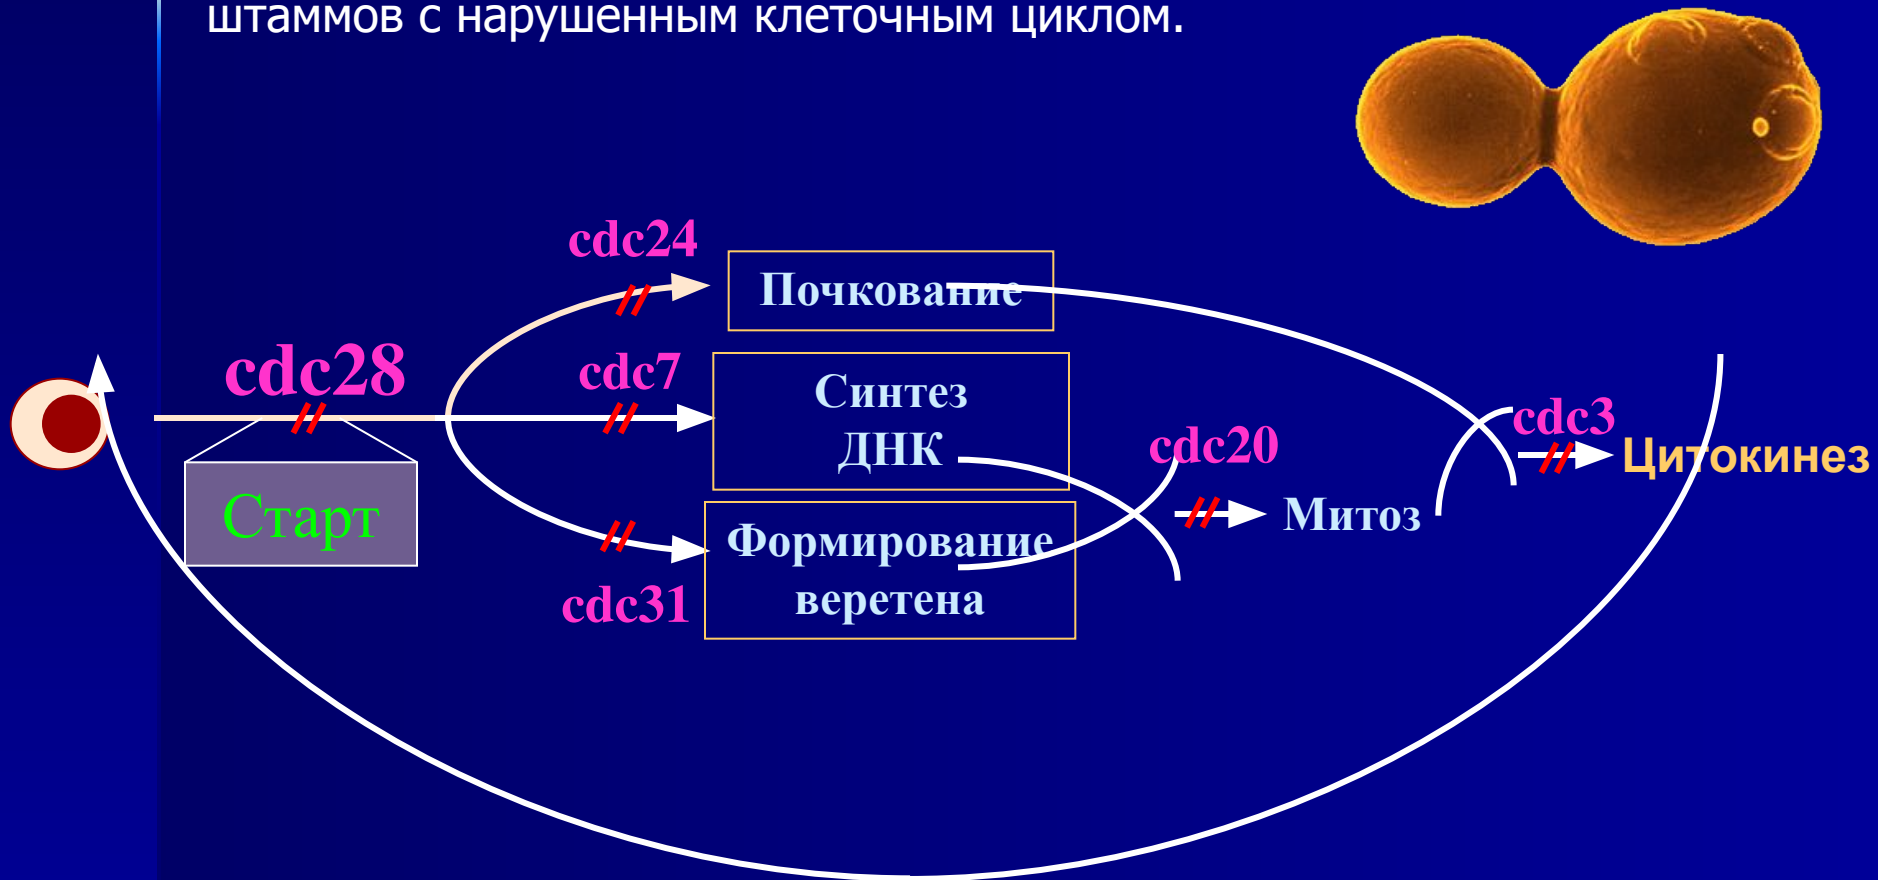 штаммов с нарушенным клеточным циклом.
cdc24
Почкование
cdc28
cdc7
Синтез
ДНК
cdc3
cdc20
Цитокинез
Старт
Митоз
Формирование
веретена
cdc31